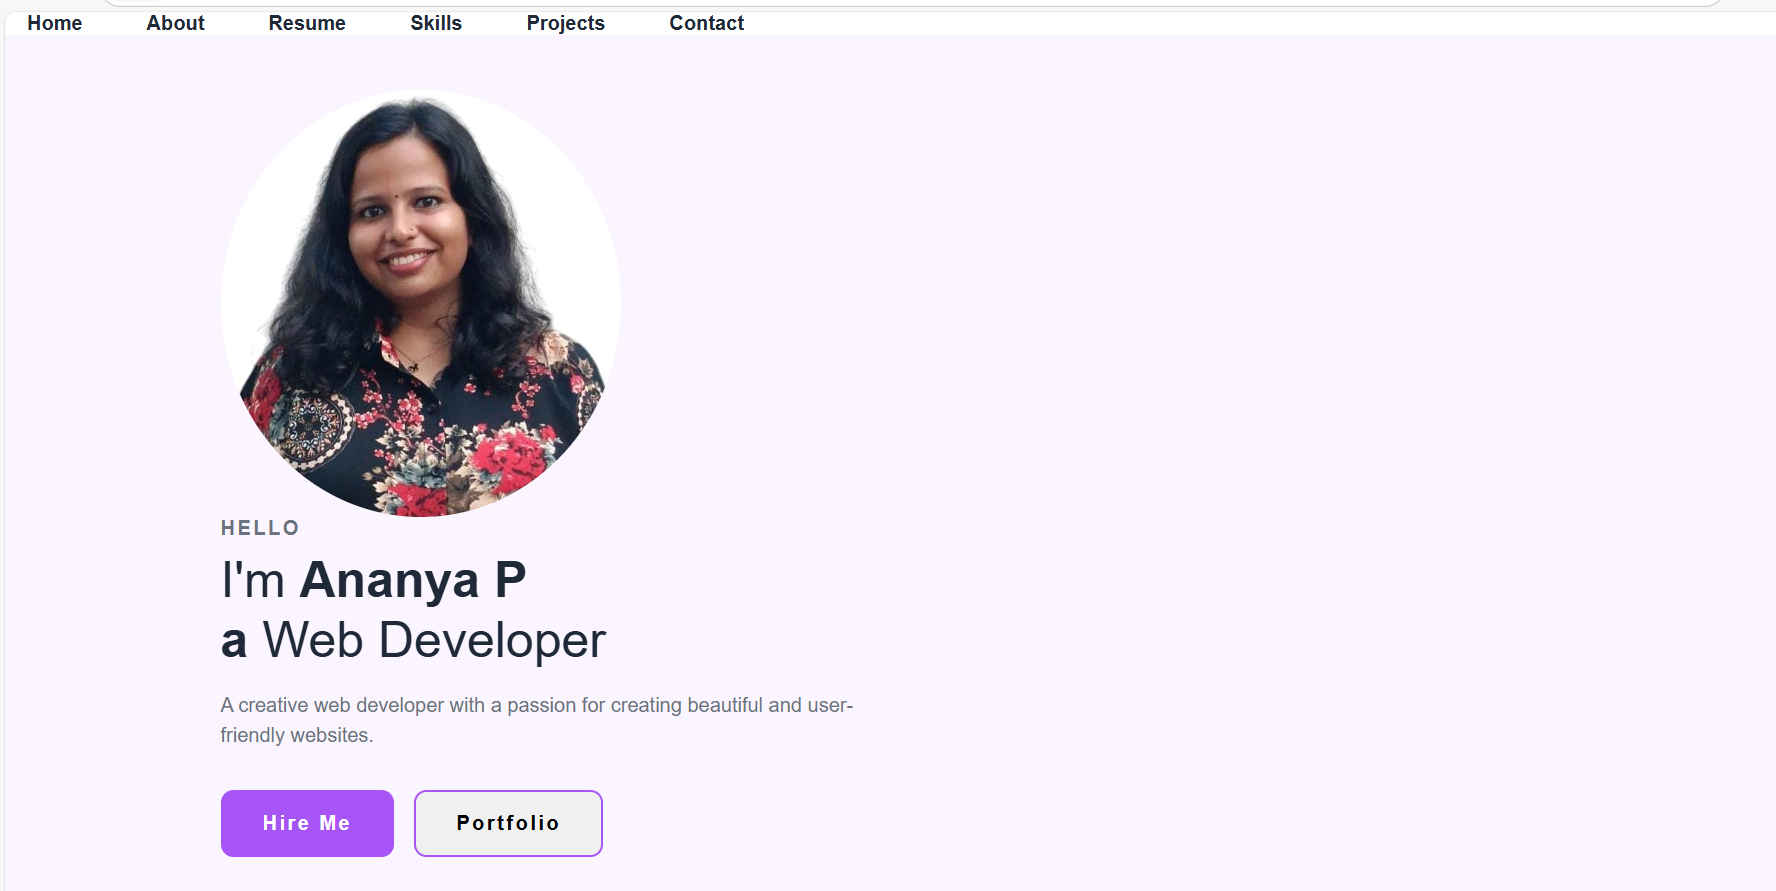 Home About Resume Skills Projects Contact
HELLO
I'm Ananya P
a Web Developer
A creative web developer with a passion for creating beautiful and user-
friendly websites.
Hire Me Portfolio